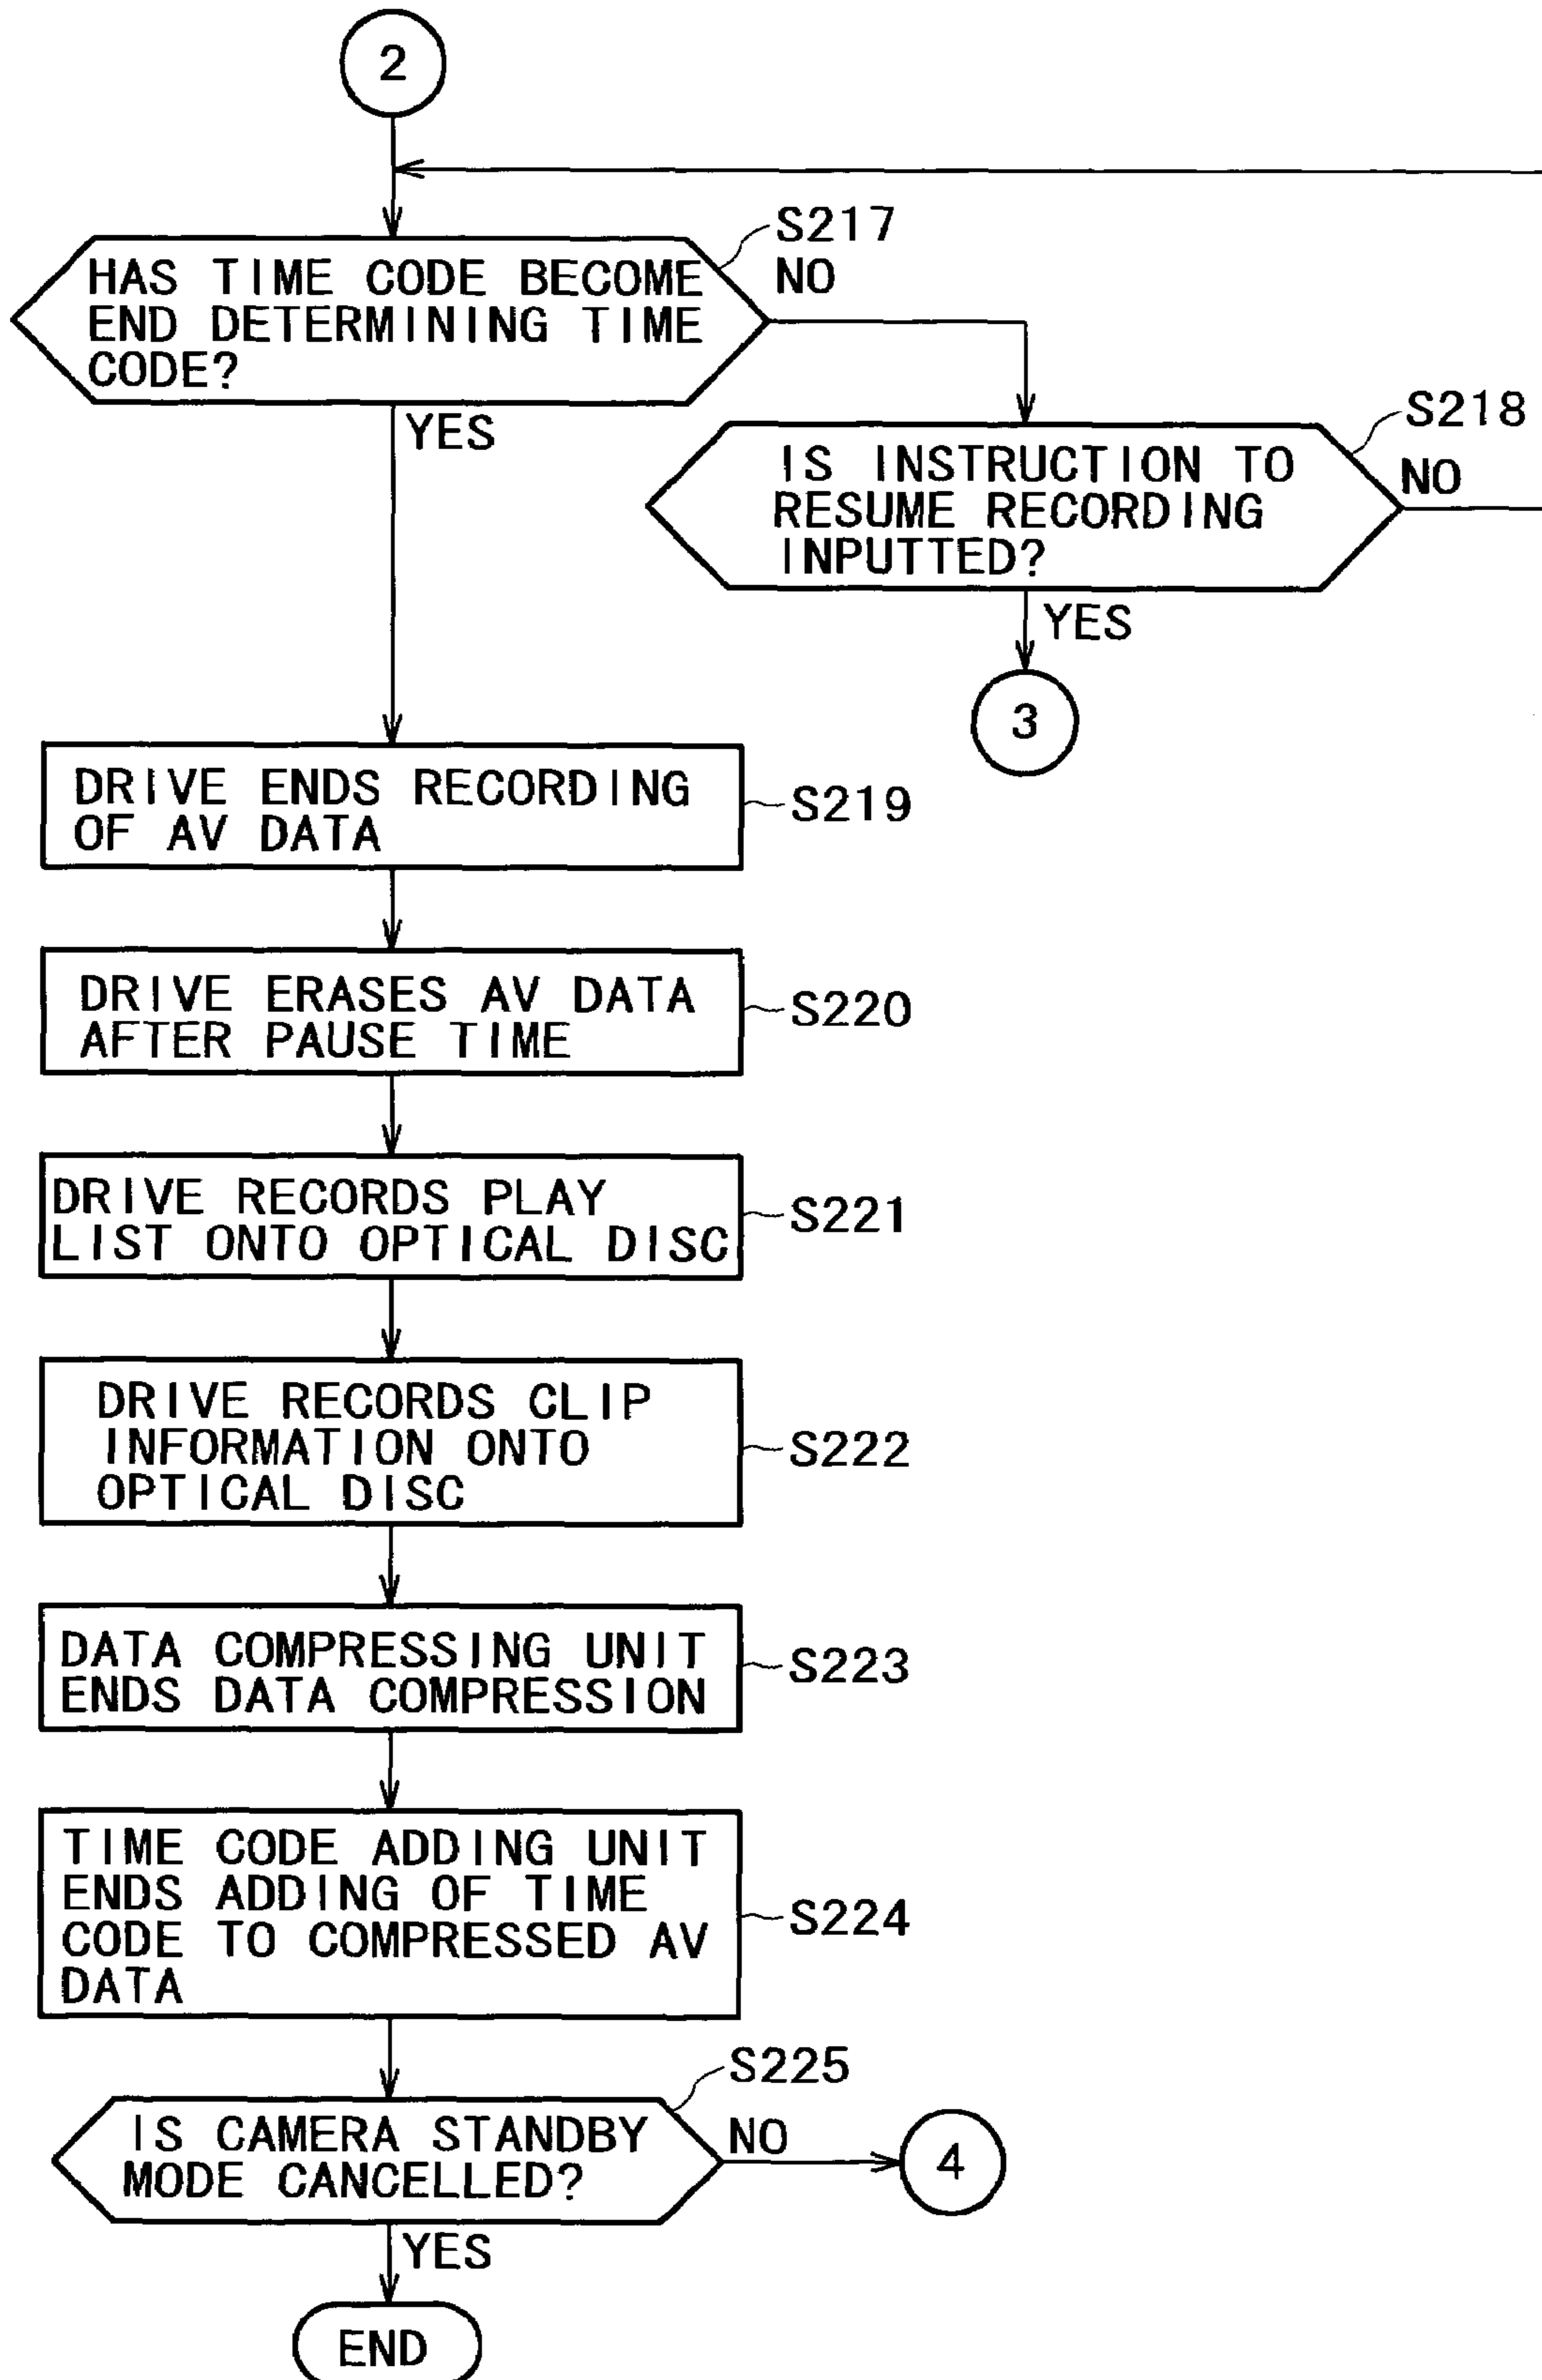 2
S217
HAS TIME CODE BECOME
END DETERMINING TIME
CODE?
NO
YES
S218
IS INSTRUCTION TO
RESUME RECORDING
INPUTTED?
NO
YES
3
DRIVE ENDS RECORDING
OF AV DATA
S219
DRIVE ERASES AV DATA
AFTER PAUSE TIME
S220
DRIVE RECORDS PLAY
LIST ONTO OPTICAL DISC
S221
DRIVE RECORDS CLIP
INFORMATION ONTO
OPTICAL DISC
S222
DATA COMPRESSING UNIT
ENDS DATA COMPRESSION
S223
TIME CODE ADDING UNIT
ENDS ADDING OF TIME
CODE TO COMPRESSED AV
DATA
S224
S225
IS CAMERA STANDBY
MODE CANCELLED?
NO
4
YES
END